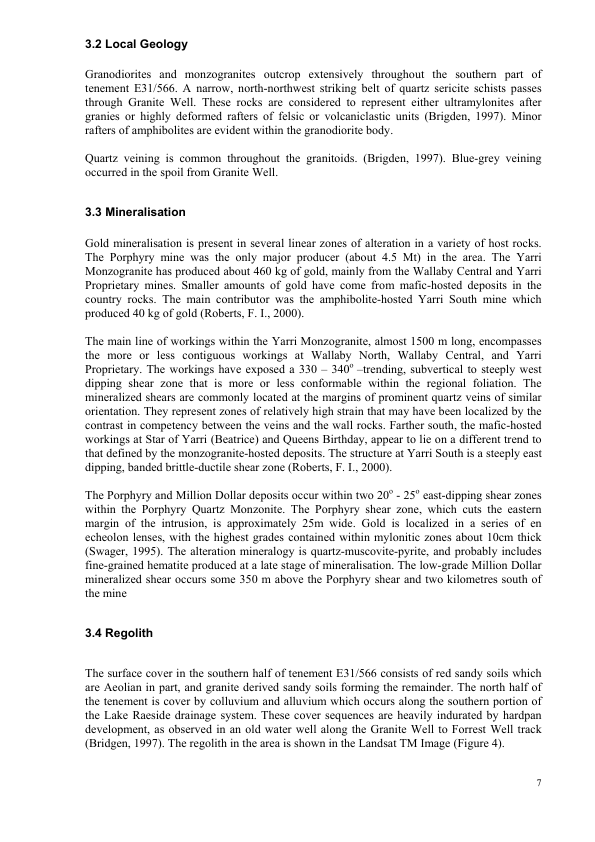 3.2 Local Geology
Granodiorites and monzogranites outcrop extensively throughout the southern part of
tenement E31/566. A narrow, north-northwest striking belt of quartz sericite schists passes
through Granite Well. These rocks are considered to represent either ultramylonites after
granies or highly deformed rafters of felsic or volcaniclastic units (Brigden, 1997). Minor
rafters of amphibolites are evident within the granodiorite body.
Quartz veining is common throughout the granitoids. (Brigden, 1997). Blue-grey veining
occurred in the spoil from Granite Well.
3.3 Mineralisation
Gold mineralisation is present in several linear zones of alteration in a variety of host rocks.
The Porphyry mine was the only major producer (about 4.5 Mt) in the area. The Yarri
Monzogranite has produced about 460 kg of gold, mainly from the Wallaby Central and Yarri
Proprietary mines. Smaller amounts of gold have come from mafic-hosted deposits in the
country rocks. The main contributor was the amphibolite-hosted Yarri South mine which
produced 40 kg of gold (Roberts, F. I., 2000).
The main line of workings within the Yarri Monzogranite, almost 1500 m long, encompasses
the more or less contiguous workings at Wallaby North, Wallaby Central, and Yarri
Proprietary. The workings have exposed a 330 – 340º –trending, subvertical to steeply west
dipping shear zone that is more or less conformable within the regional foliation. The
mineralized shears are commonly located at the margins of prominent quartz veins of similar
orientation. They represent zones of relatively high strain that may have been localized by the
contrast in competency between the veins and the wall rocks. Farther south, the mafic-hosted
workings at Star of Yarri (Beatrice) and Queens Birthday, appear to lie on a different trend to
that defined by the monzogranite-hosted deposits. The structure at Yarri South is a steeply east
dipping, banded brittle-ductile shear zone (Roberts, F. I., 2000).
The Porphyry and Million Dollar deposits occur within two 20º - 25º east-dipping shear zones
within the Porphyry Quartz Monzonite. The Porphyry shear zone, which cuts the eastern
margin of the intrusion, is approximately 25m wide. Gold is localized in a series of en
echeolon lenses, with the highest grades contained within mylonitic zones about 10cm thick
(Swager, 1995). The alteration mineralogy is quartz-muscovite-pyrite, and probably includes
fine-grained hematite produced at a late stage of mineralisation. The low-grade Million Dollar
mineralized shear occurs some 350 m above the Porphyry shear and two kilometres south of
the mine
3.4 Regolith
The surface cover in the southern half of tenement E31/566 consists of red sandy soils which
are Aeolian in part, and granite derived sandy soils forming the remainder. The north half of
the tenement is cover by colluvium and alluvium which occurs along the southern portion of
the Lake Raeside drainage system. These cover sequences are heavily indurated by hardpan
development, as observed in an old water well along the Granite Well to Forrest Well track
(Bridgen, 1997). The regolith in the area is shown in the Landsat TM Image (Figure 4).
7